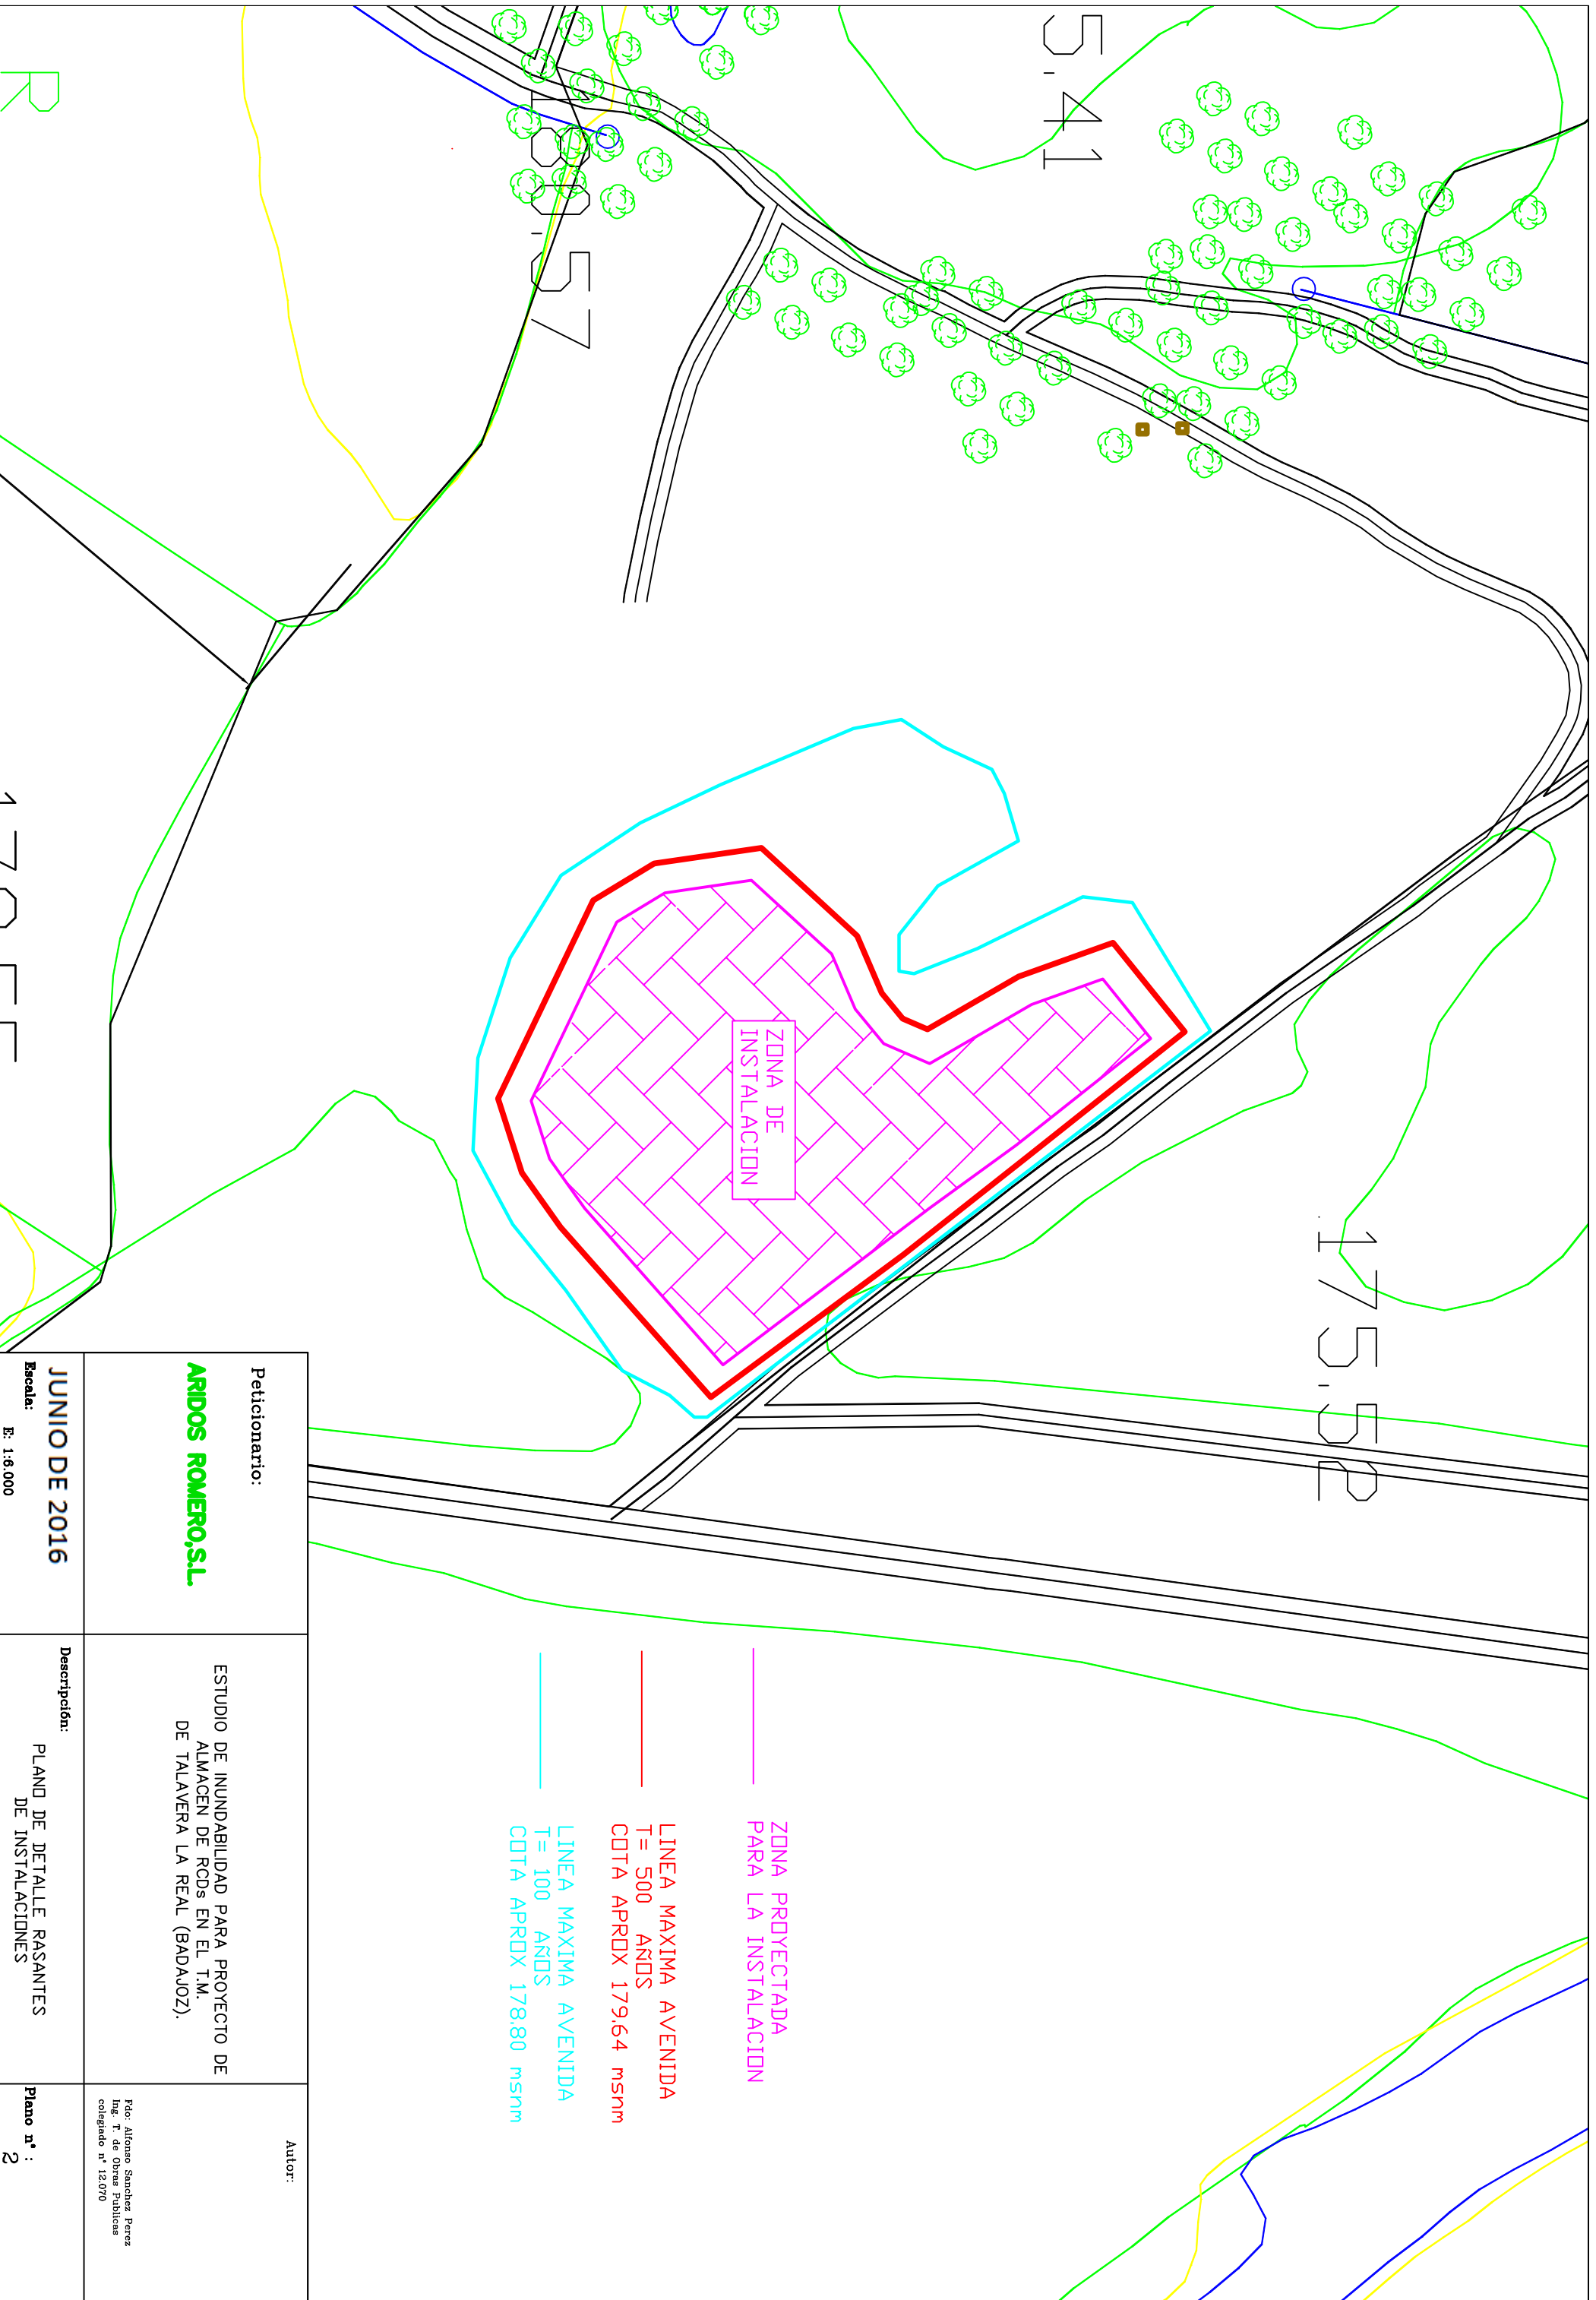 5.41
180.57
175.52
R
ZONA DE
INSTALACION
ZONA PROYECTADA
PARA LA INSTALACION
LINEA MAXIMA AVENIDA
T= 500 AÑOS
COTA APROX 179.64 msnm
LINEA MAXIMA AVENIDA
T= 100 AÑOS
COTA APROX 178.80 msnm
Peticionario:
ARIDOS ROMERO,S.L.
ESTUDIO DE INUNDABILIDAD PARA PROYECTO DE
ALMACEN DE RCDs EN EL T.M.
DE TALAVERA LA REAL (BADAJOZ).
Autor:
Fdo: Alfonso Sanchez Perez
Ing. T. de Obras Publicas
colegiado nº 12.070
JUNIO DE 2016
Escala:
E: 1:6.000
Descripción:
PLANO DE DETALLE RASANTES
DE INSTALACIONES
Plano nº :
2